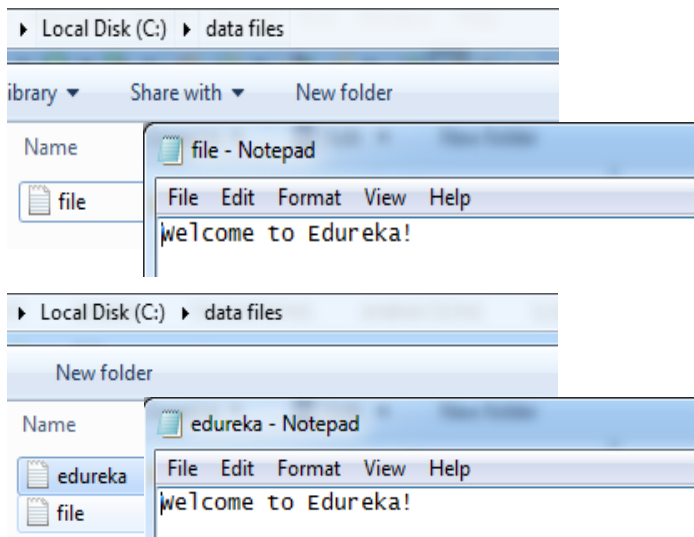 Local Disk (C:) data files
ibrary Share with New folder
Name
file - Notepad
File Edit Format View Help
file
Welcome to Edureka!
Local Disk (C:) data files
New folder
Name
edureka - Notepad
File Edit Format View Help
edureka
Welcome to Edureka!
file